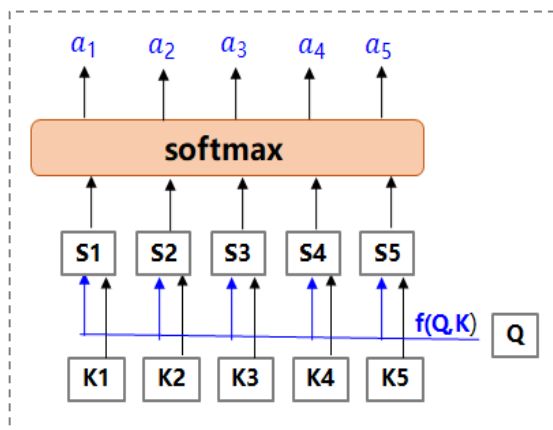 a1 a2 a3 a4 a5
softmax
S1 S2 S3 S4 S5
f(Q,K) Q
K1 K2 K3 K4 K5